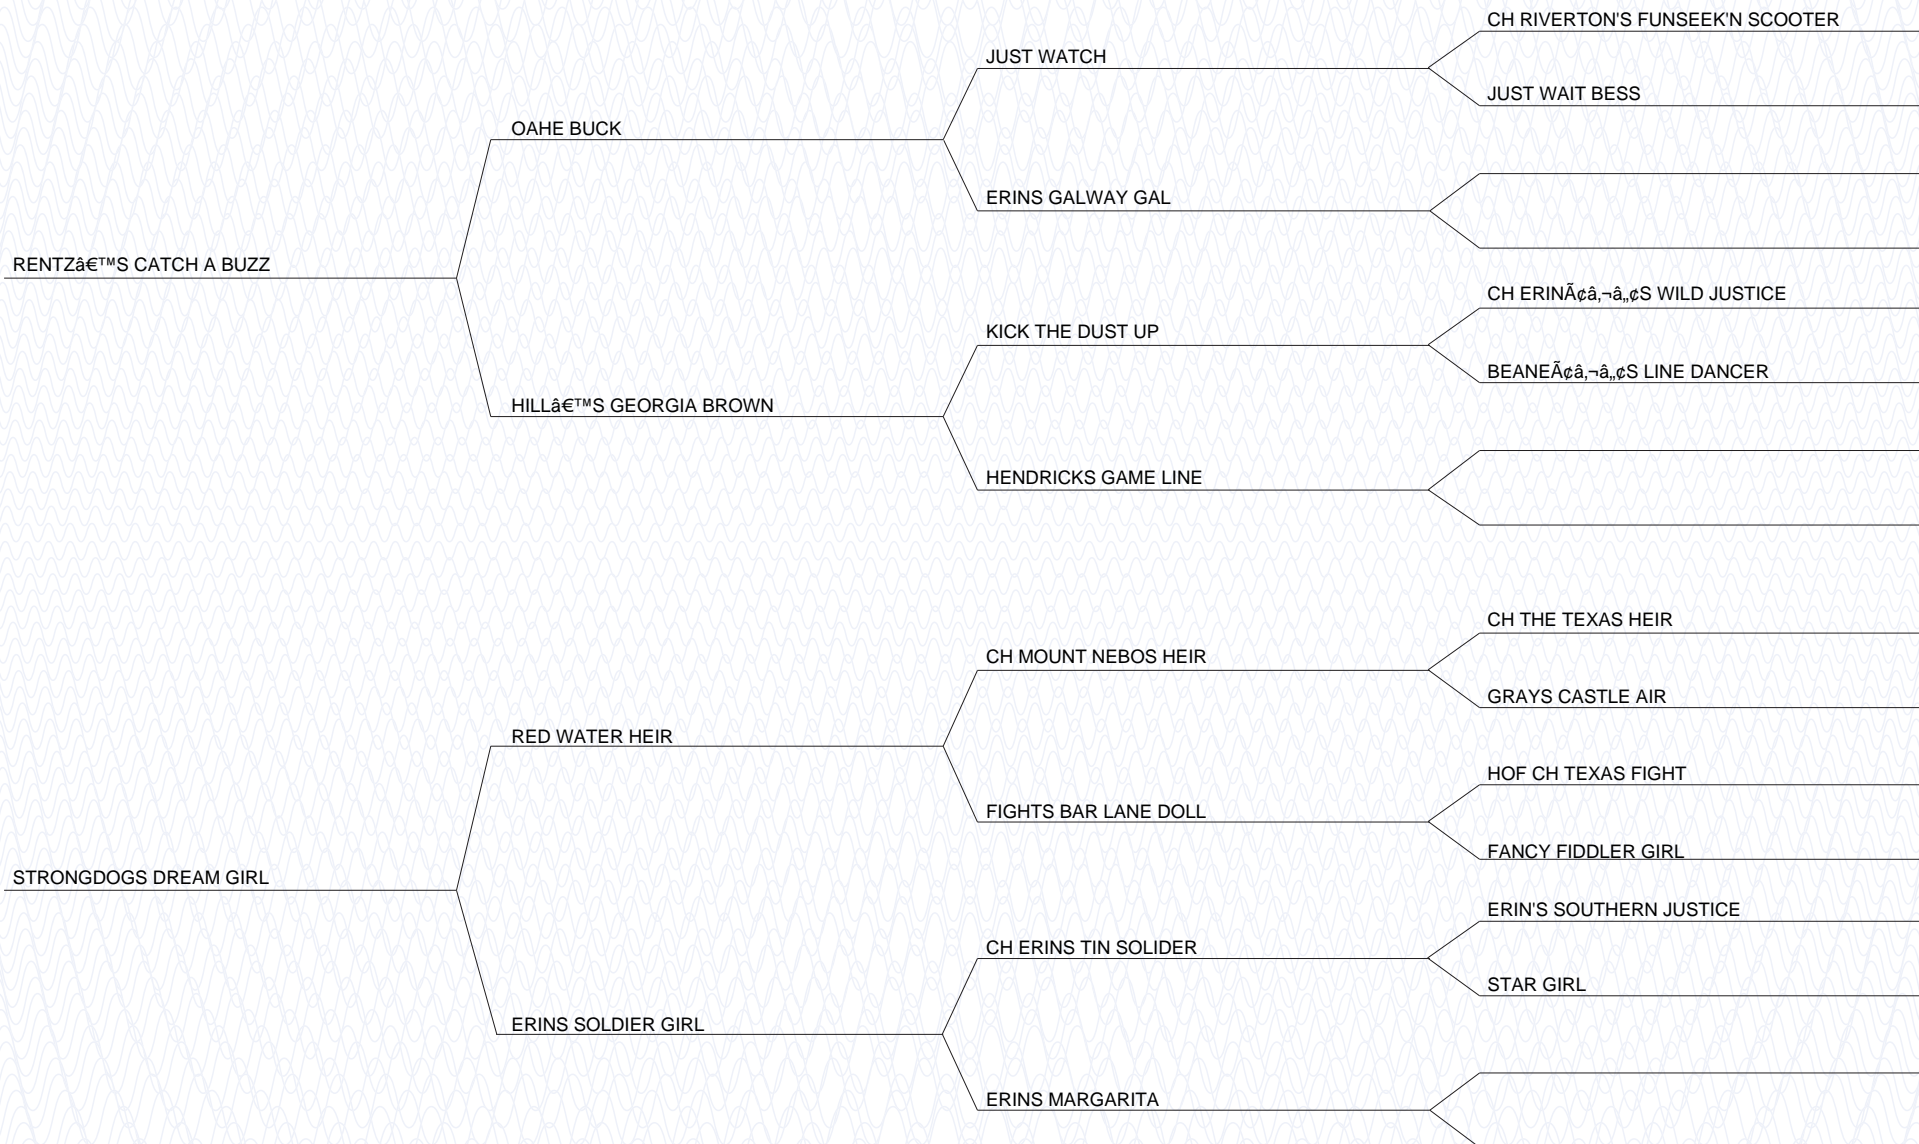 CH RIVERTON'S FUNSEEK'N SCOOTER
JUST WATCH
JUST WAIT BESS
OAHE BUCK
ERINS GALWAY GAL
RENTZâ€™S CATCH A BUZZ
CH ERINÃ¢â‚¬â„¢S WILD JUSTICE
KICK THE DUST UP
BEANEÃ¢â‚¬â„¢S LINE DANCER
HILLâ€™S GEORGIA BROWN
HENDRICKS GAME LINE
CH THE TEXAS HEIR
CH MOUNT NEBOS HEIR
GRAYS CASTLE AIR
RED WATER HEIR
HOF CH TEXAS FIGHT
FIGHTS BAR LANE DOLL
FANCY FIDDLER GIRL
STRONGDOGS DREAM GIRL
ERIN'S SOUTHERN JUSTICE
CH ERINS TIN SOLIDER
STAR GIRL
ERINS SOLDIER GIRL
ERINS MARGARITA